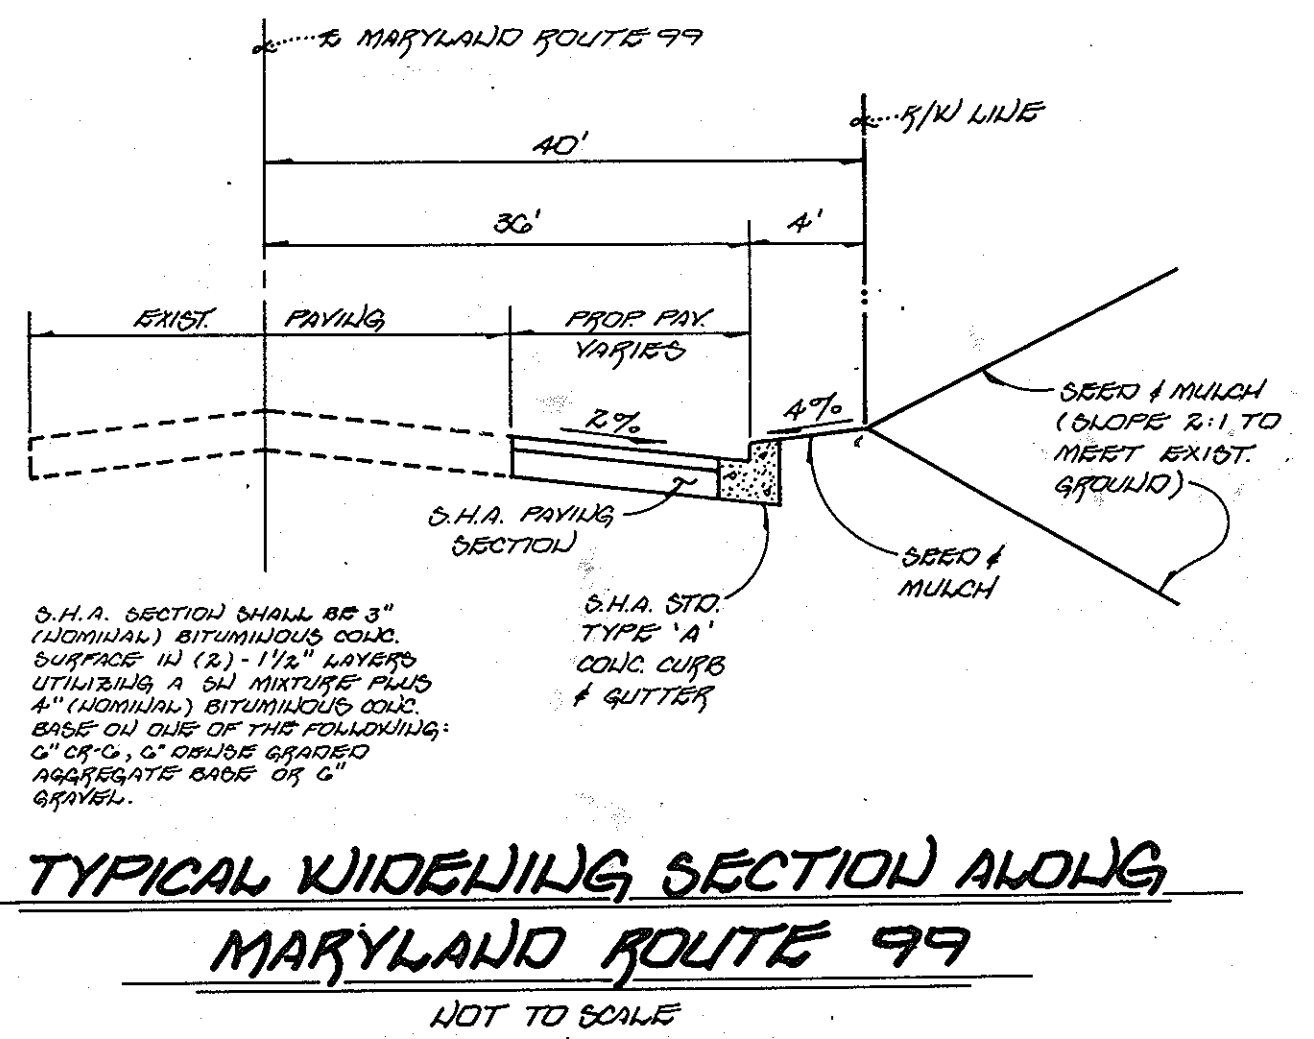 ℄ MARYLAND ROUTE 99
R/W LINE
40'
36'
4'
EXIST. PAVING
PROP. PAV.
VARIES
2%
4%
SEED & MULCH
(SLOPE 2:1 TO
MEET EXIST.
GROUND)
S.H.A. PAVING
SECTION
SEED &
MULCH
S.H.A. STD.
TYPE 'A'
CONC. CURB
& GUTTER
S.H.A. SECTION SHALL BE 3"
(NOMINAL) BITUMINOUS CONC.
SURFACE IN (2) - 1 1/2" LAYERS
UTILIZING A SN MIXTURE PLUS
4" (NOMINAL) BITUMINOUS CONC.
BASE ON ONE OF THE FOLLOWING:
6" CR-6, 6" DENSE GRADED
AGGREGATE BASE OR 6"
GRAVEL.
TYPICAL WIDENING SECTION ALONG
MARYLAND ROUTE 99
NOT TO SCALE